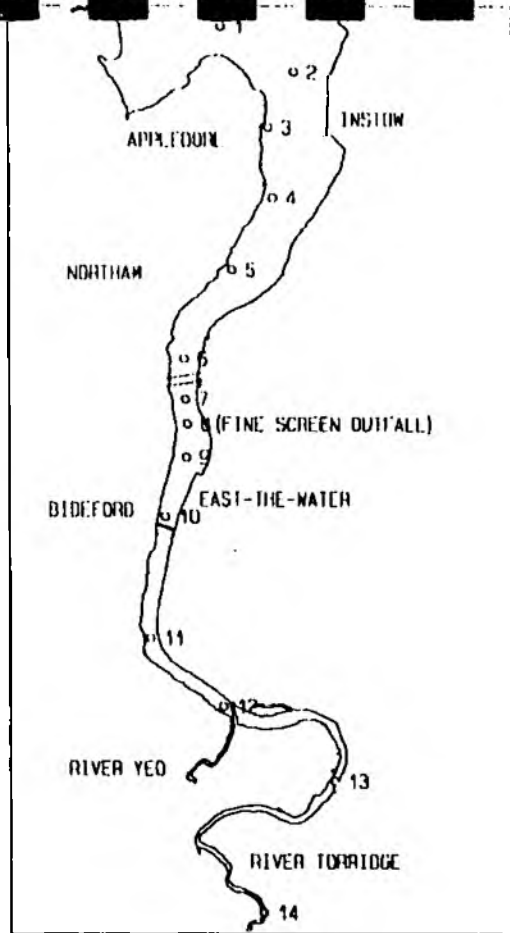 1
2
INSTOW
APPLEDORE
3
4
NORTHAM
5
6
7
8 (FINE SCREEN OUTFALL)
9
EAST-THE-WATER
BIDEFORD
10
11
12
RIVER YEO
13
RIVER TORRIDGE
14